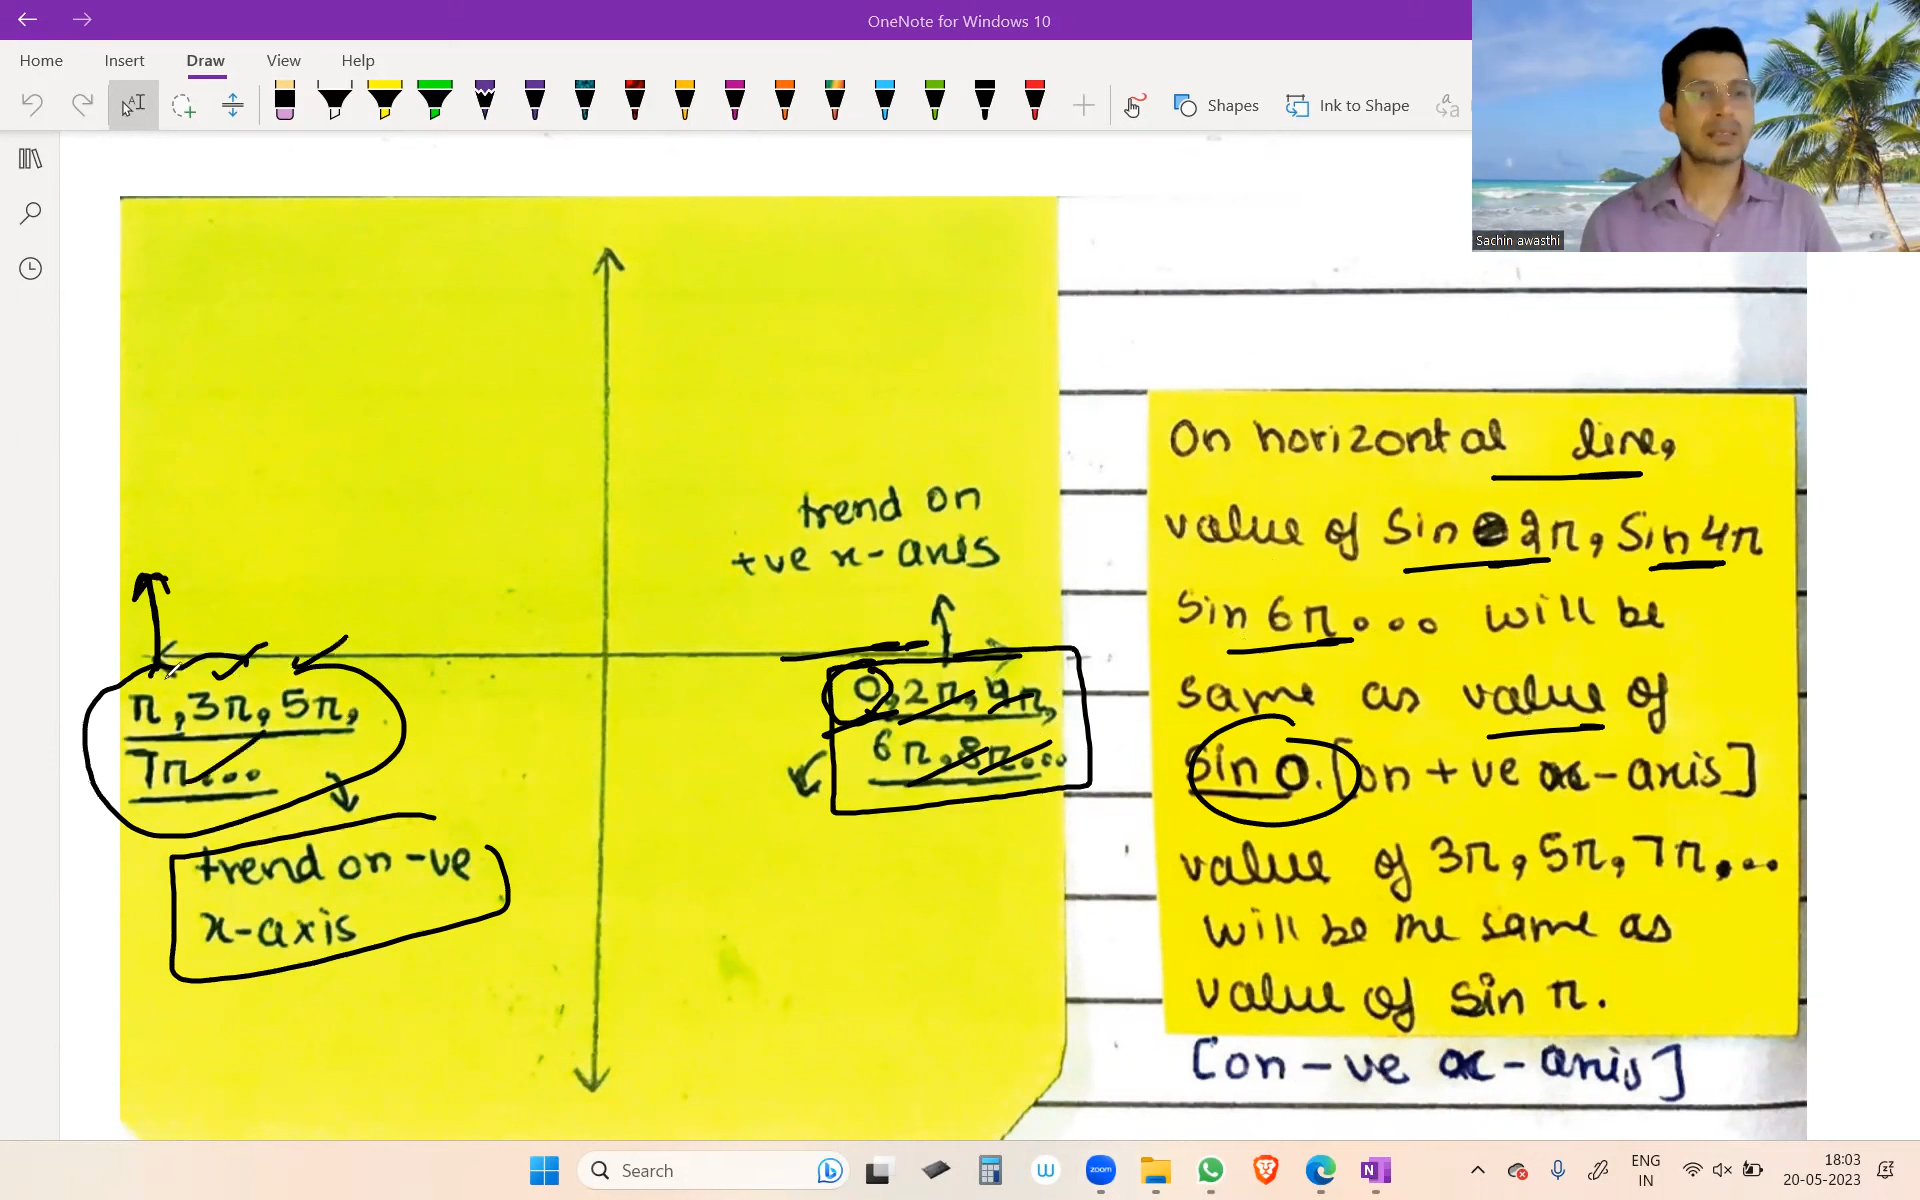 OneNote for Windows 10
Home Insert Draw View Help
Shapes Ink to Shape
Sachin awasthi
trend on
+ve x-axis
π, 3π, 5π,
7π...
0, 2π, 4π,
6π, 8π...
trend on -ve
x-axis
On horizontal line,
value of sin 2π, sin 4π
sin 6π... will be
same as value of
sin 0. [on +ve x-axis]
value of 3π, 5π, 7π,...
will be the same as
value of sin π.
[on -ve x-axis]
Search
zoom
ENG
IN
18:03
20-05-2023